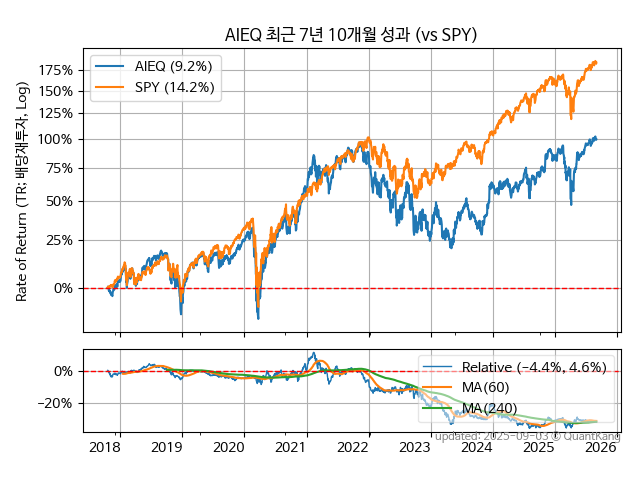 AIEQ 최근 7년 10개월 성과 (vs SPY)
Rate of Return (TR: 배당재투자, Log)
AIEQ (9.2%)
SPY (14.2%)
175%
150%
125%
100%
75%
50%
25%
0%
0%
−20%
Relative (−4.4%, 4.6%)
MA(60)
MA(240)
updated: 2025-09-03 © QuantKang
2018 2019 2020 2021 2022 2023 2024 2025 2026